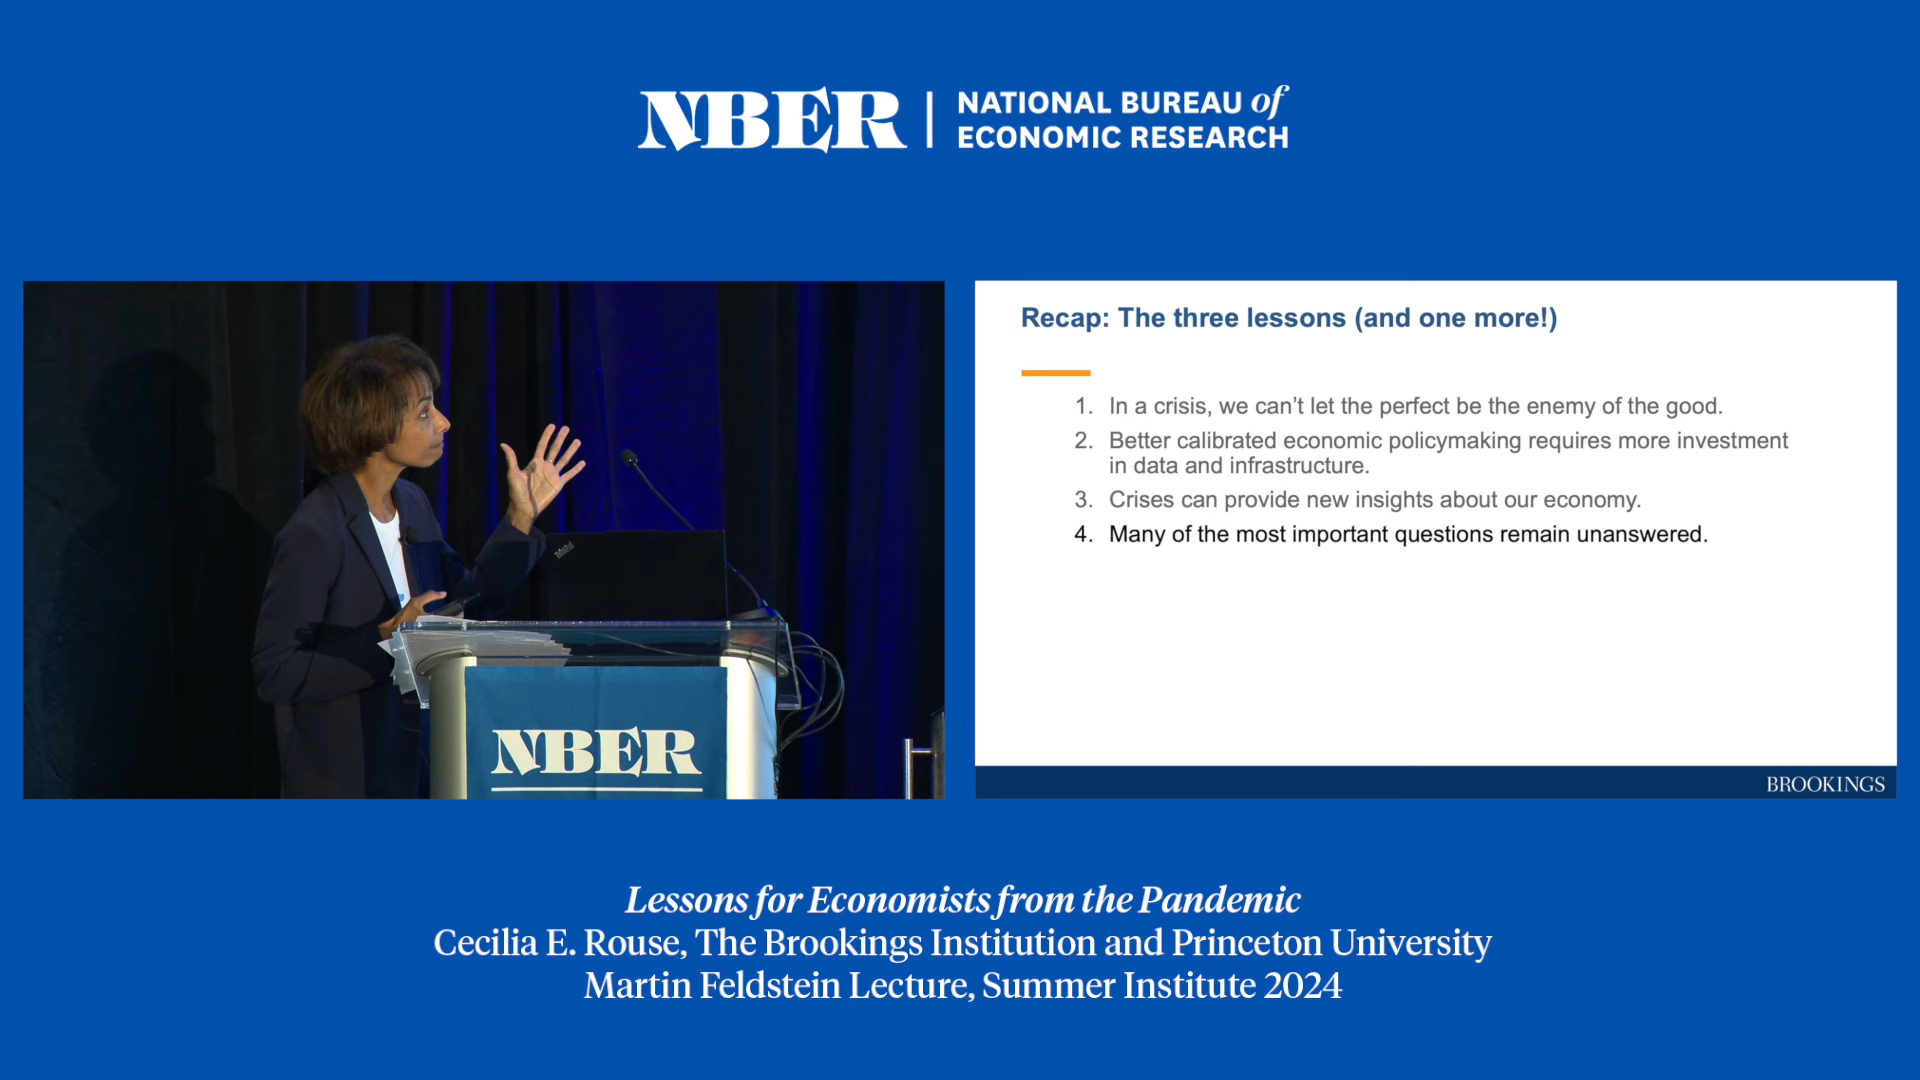 NBER | NATIONAL BUREAU of
ECONOMIC RESEARCH
ThinkPad
NBER
Recap: The three lessons (and one more!)
1. In a crisis, we can’t let the perfect be the enemy of the good.
2. Better calibrated economic policymaking requires more investment
in data and infrastructure.
3. Crises can provide new insights about our economy.
4. Many of the most important questions remain unanswered.
BROOKINGS
Lessons for Economists from the Pandemic
Cecilia E. Rouse, The Brookings Institution and Princeton University
Martin Feldstein Lecture, Summer Institute 2024